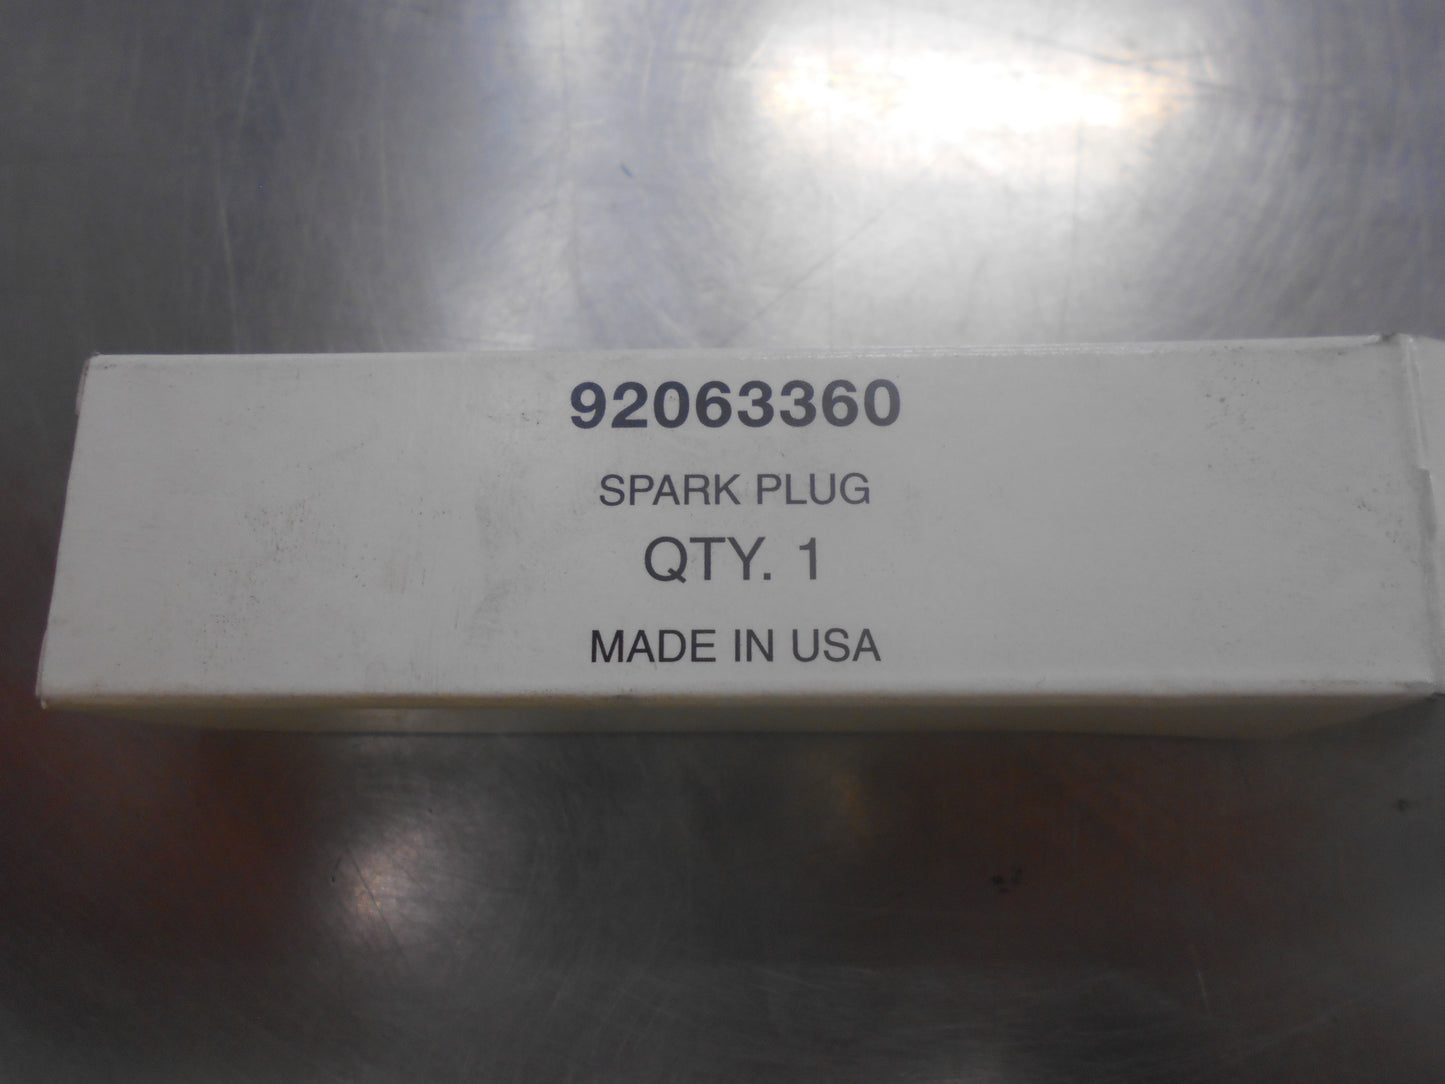 92063360
SPARK PLUG
QTY. 1
MADE IN USA